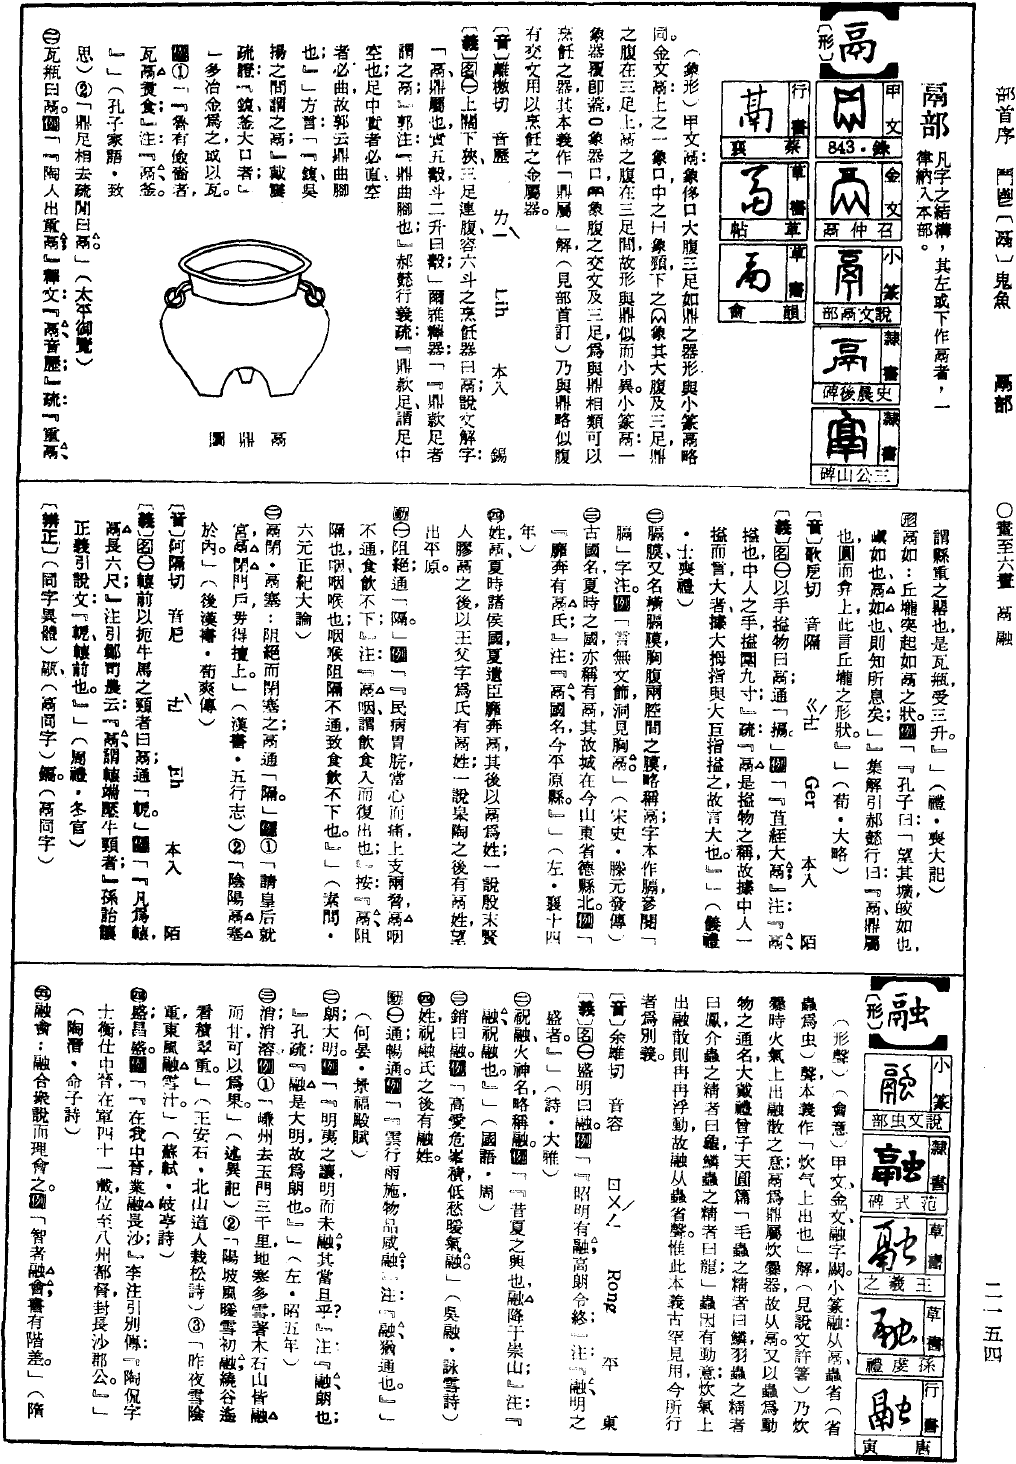 部首序　鬥鬯〔鬲〕鬼魚　鬲部　〇畫至六畫　鬲融　二一五四
鬲部　凡字之結構，其左或下作鬲者，一
律納入本部。
鬲
〔形〕
甲文　鐵・843
金文　召仲鬲
小篆　說文鬲部
隸書　史晨後碑
隸書　三公山碑
行書　蔡襄
草書　草帖
草書　韻會
（象形）甲文鬲：象侈口大腹三足如鼎之器形與小篆鬲略
同。金文鬲：上之一象口中之曰象頸下之象其大腹及三足鼎
之腹在三足上鬲之腹在三足間，故形與鼎似而小異。小篆鬲：一
象器覆卽蓋，○象器口象腹之交文及三足，爲與鼎相類可以
烹飪之器，其本義作「鼎屬」解（見部首訂）乃與鼎略似腹
有交文用以烹飪之金屬器。
〔音〕離檄切　音歷　ㄌㄧˋ　Lih　本入　錫
〔義〕名㊀上闊下狹，三足連腹，容六斗之烹飪器曰鬲；說文解字：
「鬲鼎屬也實五觳斗二升曰觳」爾雅釋器：「『鼎款足者
謂之鬲』郭注：『鼎曲腳也』郝懿行義疏『鼎款足，謂足中
空也；足中實者必直空
者必曲故郭云鼎曲腳
也』」方言：「『鍑吳
揚之間謂之鬲』戴震
疏證：『鍑釜大口者』
」多冶金爲之或以瓦。
例①「『魯有儉嗇者，
瓦鬲煑食』注：『鬲釜。
』」（孔子家語・致
思）②「鼎足相去疏闊曰鬲。」（太平御覽）
鬲鼎圖
㊁瓦瓶曰鬲。例「『陶人出重鬲』釋文『鬲音歷』疏：『重鬲，
謂縣重之罌也是瓦瓶受三升。』」（禮・喪大記）
形鬲如：丘壠突起如鬲之狀。例「『孔子曰：「望其壙皋如也，
嵮如也鬲如也則知所息矣」』集解引郝懿行曰：『鬲鼎屬
也圓而弇上此言丘壠之形狀』」（荀・大略）
〔音〕歌戹切　音隔　ㄍㄜˊ　Ger　本入　陌
〔義〕名㊀以手搤物曰鬲通「搹」例「『苴絰大鬲』注：『鬲，
搤也中人之手，搤圍九寸』疏：『鬲是搤物之稱故據中人一
搤而言大者據大拇指與大巨指搤之故言大也。』」（儀禮
・士喪禮）
㊁膈膜又名橫膈膜，胸腹兩腔間之膜略稱鬲字本作膈，參閱「
膈」字注。例「言無文飾洞見胸鬲。」（宋史・滕元發傳）
㊂古國名夏時之國亦稱有鬲其故城在今山東省德縣北。例「
『靡奔有鬲氏』注：『鬲國名今平原縣。』」（左・襄十四
年）
㊃姓鬲，夏時諸侯國，夏遺臣靡奔鬲，其後以鬲爲姓；一說殷末賢
人膠鬲之後，以王父字爲氏有鬲姓；一說臯陶之後有鬲姓望
出平原。
動㊀阻絕通「隔」例「『民病胃脘當心而痛，上支兩脅鬲咽
不通，食飲不下』注：『鬲咽謂飲食入而復出也』按：『鬲阻
隔也咽咽喉也咽喉阻隔不通致食飲不下也。』」（素問・
六元正紀大論）
㊁鬲閉・鬲塞：阻絕而閉塞之；鬲通「隔」例①「請皇后就
宮鬲閉門戶毋得擅上。」（漢書・五行志）②「陰陽鬲塞
於內。」（後漢書・荀爽傳）
〔音〕阿隔切　音戹　ㄜˋ　Eh　本入　陌
〔義〕名㊀轅前以扼牛馬之頸者曰鬲通「軛」例「『凡爲轅，
鬲長六尺』注引鄭司農云：『鬲謂轅端壓牛頸者』孫詒讓
正義引說文『軶轅前也。』」（周禮・冬官）
〔辨正〕（同字異體）䰛（鬲同字）䥶（鬲同字）
融
〔形〕
小篆　說文虫部
隸書　范式碑
草書　王羲之
草書　孫虔禮
行書　唐寅
（形聲）（會意）甲文、金文融字闕。小篆融从鬲蟲省（省
蟲爲虫）聲本義作「炊气上出也」解（見說文許箸）乃炊
爨時火氣上出融散之意；鬲爲鼎屬炊爨器，故从鬲。又以蟲爲動
物之通名，大戴禮曾子天圓篇「毛蟲之精者曰麟羽蟲之精者
曰鳳介蟲之精者曰龜鱗蟲之精者曰龍」蟲因有動意；炊氣上
出融散則冉冉浮動，故融从蟲省聲。惟此本義古罕見用，今所行
者爲別義。
〔音〕余雄切　音容　ㄖㄨㄥˊ　Rong　平　東
〔義〕名㊀盛明曰融。例「『昭明有融高朗令終』注：『融明之
盛者』」（詩・大雅）
㊁祝融火神名略稱融例「『昔夏之興也融降于崇山』注：『
融祝融也。』」（國語・周）
㊂銷曰融。例「高愛危峯積低愁暖氣融。」（吳融・詠雪詩）
㊃姓祝融氏之後有融姓。
動㊀通暢通。例「『雲行雨施物品咸融』注『融猶通也。』」
（何晏・景福殿賦）
㊁朗大明。例「『明夷之謙明而未融其當旦乎？』注『融朗也；
』孔疏：『融是大明故爲朗也。』」（左・昭五年）
㊂消消溶。例①「嵊州去玉門三千里地寒多雪著木石山皆融
而甘可以爲果。」（述異記）②「陽坡風暖雪初融繞谷遙
看積翠重」（王安石・北山道人栽松詩）③「昨夜雪陰
重東風融雪汁」（蘇軾・岐亭詩）
㊃盛昌盛。例「『在我中晉業融長沙』李注引別傳：『陶侃字
士衡仕中晉，在軍四十一載位至八州都督封長沙郡公。』」
（陶潛・命子詩）
㊄融會：融合衆說而理會之。例「智者融會書有階差。」（隋